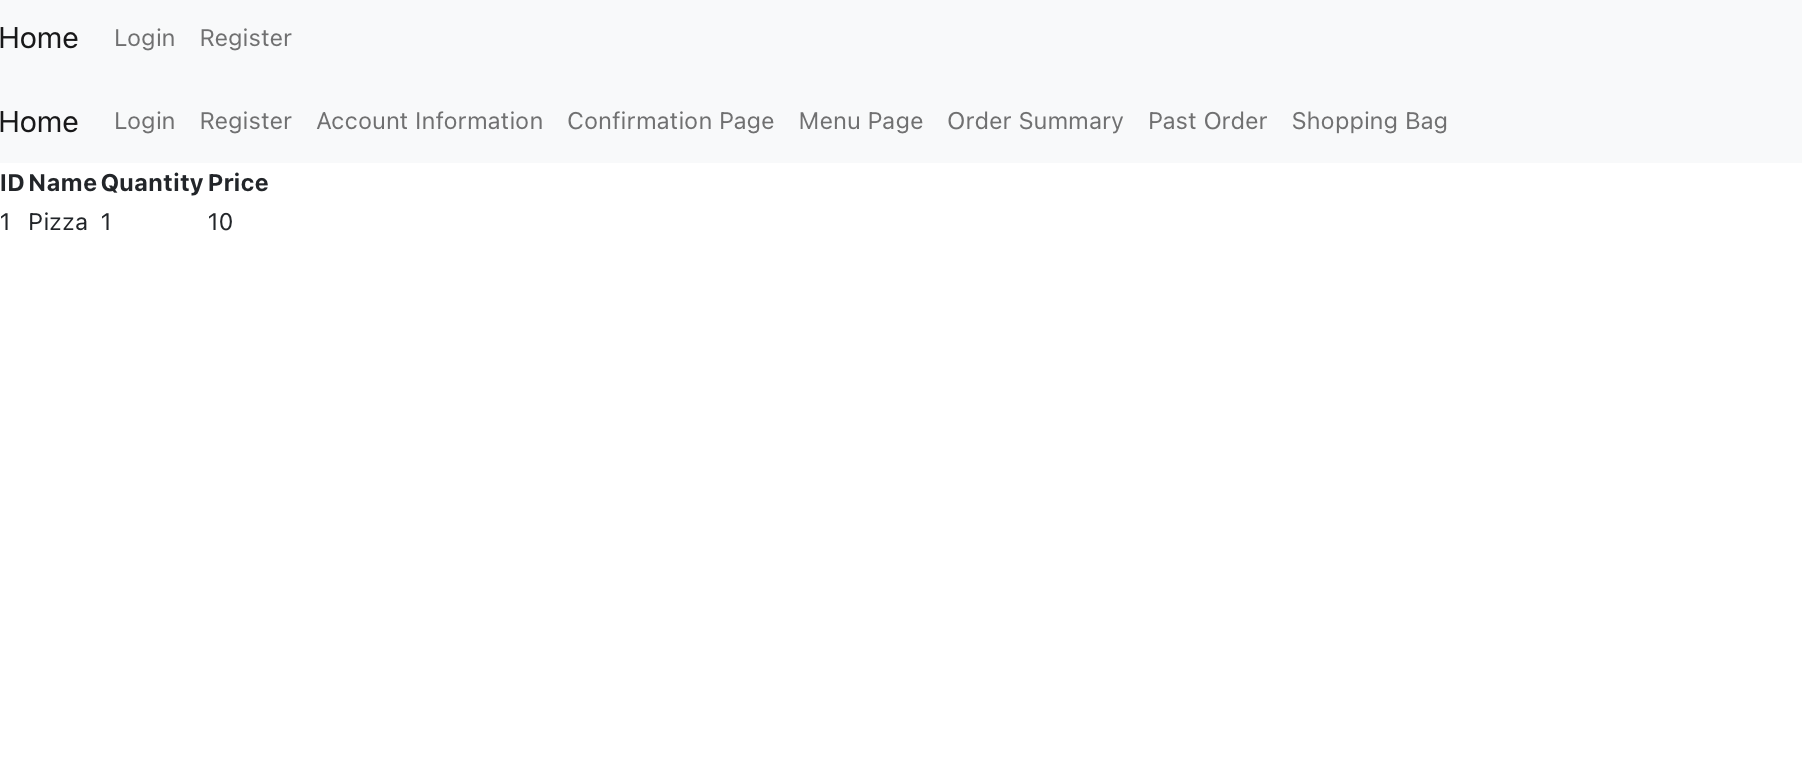 Home Login Register
Home Login Register Account Information Confirmation Page Menu Page Order Summary Past Order Shopping Bag
ID Name Quantity Price
1 Pizza 1 10